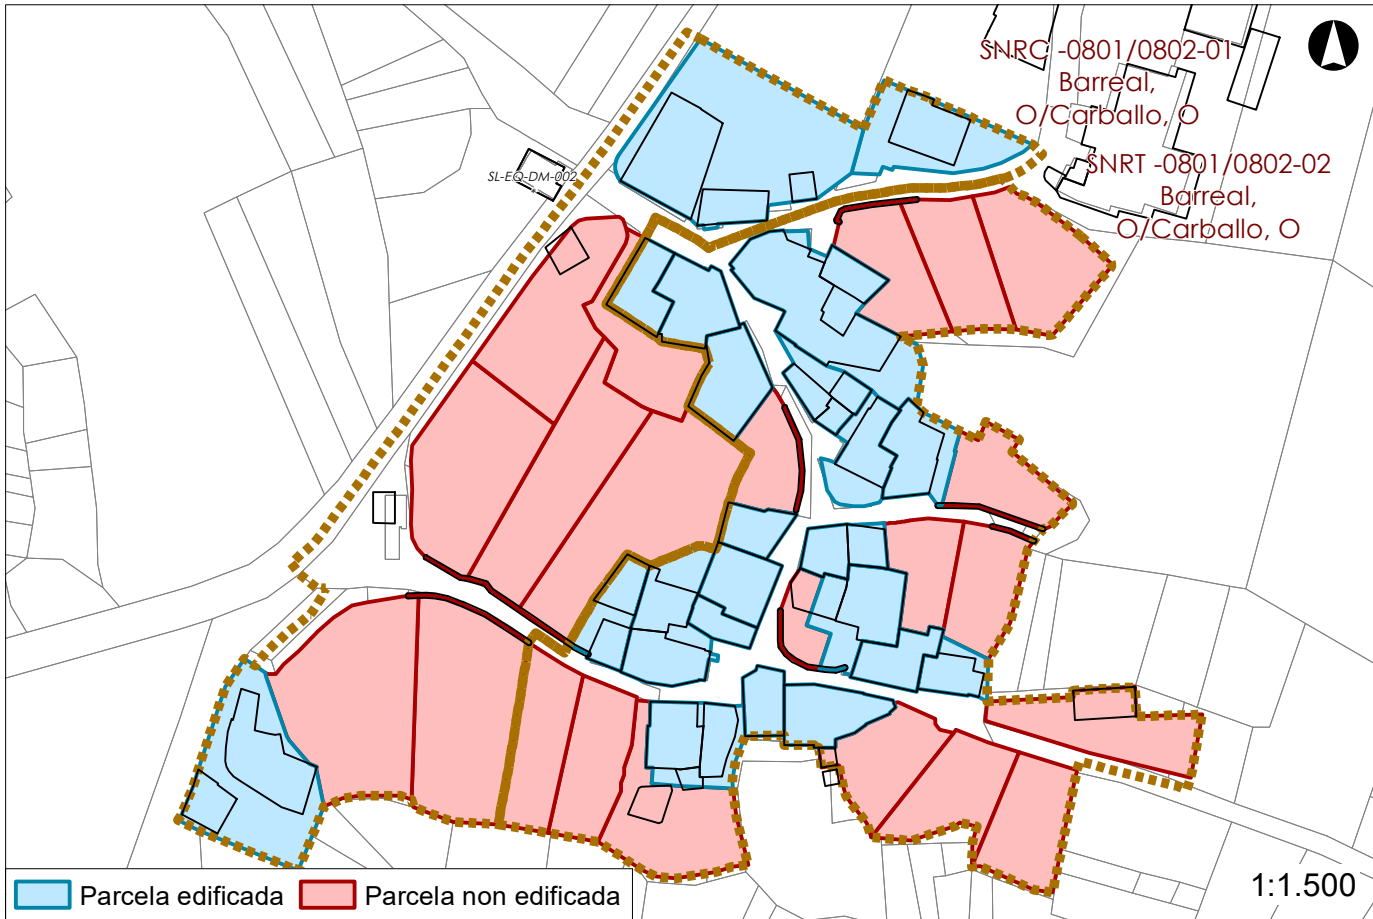 SNRC -0801/0802-01
Barreal,
O/Carballo, O
SNRT -0801/0802-02
Barreal,
O/Carballo, O
SL-EQ-DM-002
Parcela edificada
Parcela non edificada
1:1.500